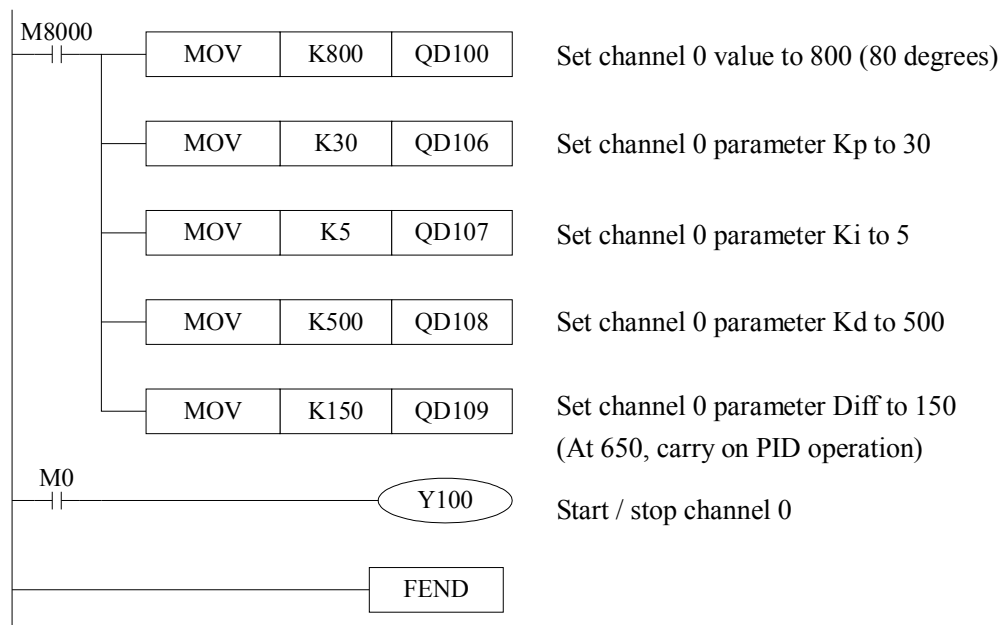 M8000
MOV K800 QD100 Set channel 0 value to 800 (80 degrees)
MOV K30 QD106 Set channel 0 parameter Kp to 30
MOV K5 QD107 Set channel 0 parameter Ki to 5
MOV K500 QD108 Set channel 0 parameter Kd to 500
MOV K150 QD109 Set channel 0 parameter Diff to 150
(At 650, carry on PID operation)
M0
Y100 Start / stop channel 0
FEND